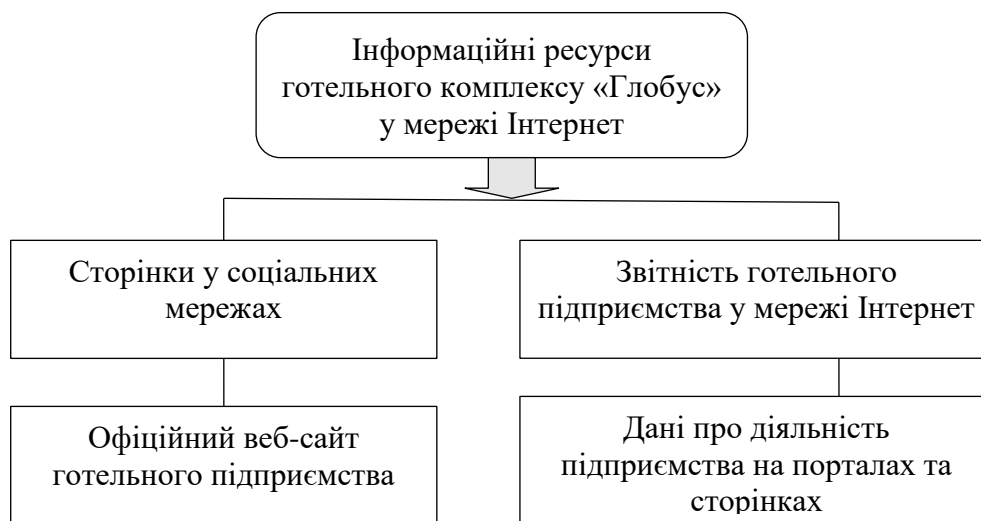 Інформаційні ресурси
готельного комплексу «Глобус»
у мережі Інтернет
Сторінки у соціальних
мережах
Звітність готельного
підприємства у мережі Інтернет
Офіційний веб-сайт
готельного підприємства
Дані про діяльність
підприємства на порталах та
сторінках